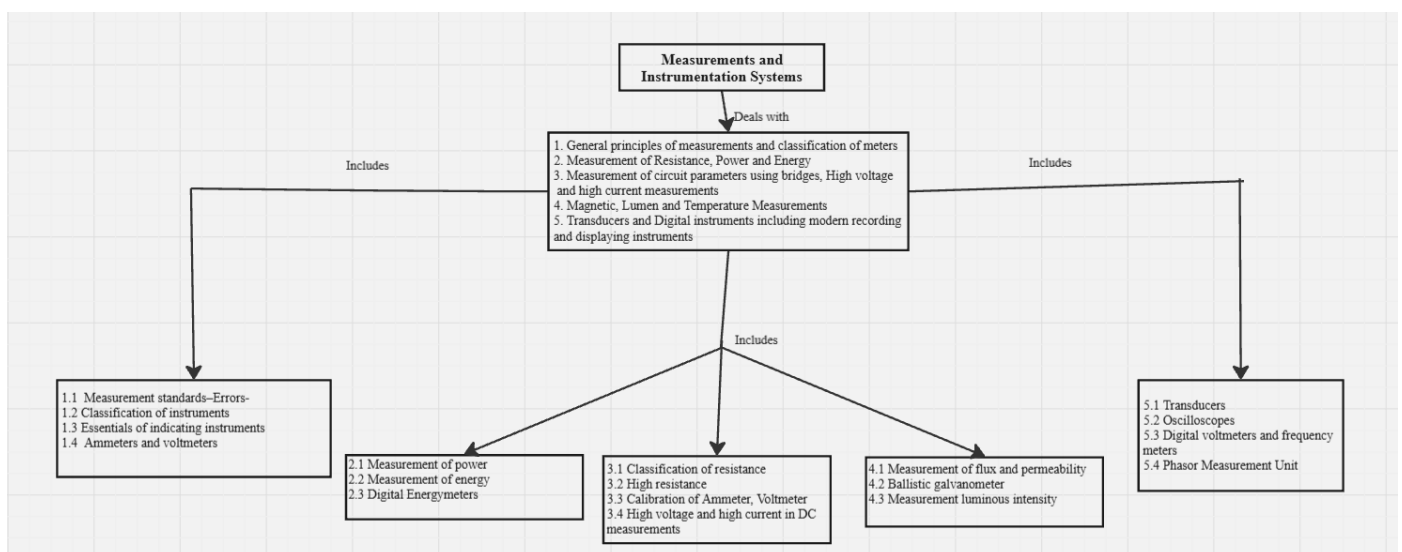 Measurements and
Instrumentation Systems
Deals with
1. General principles of measurements and classification of meters
2. Measurement of Resistance, Power and Energy
3. Measurement of circuit parameters using bridges, High voltage
and high current measurements
4. Magnetic, Lumen and Temperature Measurements
5. Transducers and Digital instruments including modern recording
and displaying instruments
Includes
Includes
Includes
1.1 Measurement standards–Errors-
1.2 Classification of instruments
1.3 Essentials of indicating instruments
1.4 Ammeters and voltmeters
2.1 Measurement of power
2.2 Measurement of energy
2.3 Digital Energymeters
3.1 Classification of resistance
3.2 High resistance
3.3 Calibration of Ammeter, Voltmeter
3.4 High voltage and high current in DC
measurements
4.1 Measurement of flux and permeability
4.2 Ballistic galvanometer
4.3 Measurement luminous intensity
5.1 Transducers
5.2 Oscilloscopes
5.3 Digital voltmeters and frequency
meters
5.4 Phasor Measurement Unit